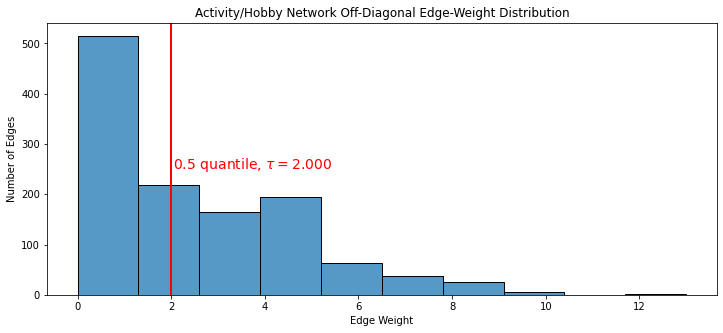 Activity/Hobby Network Off-Diagonal Edge-Weight Distribution
Number of Edges
500
400
300
200
100
0
0.5 quantile, τ = 2.000
0 2 4 6 8 10 12
Edge Weight